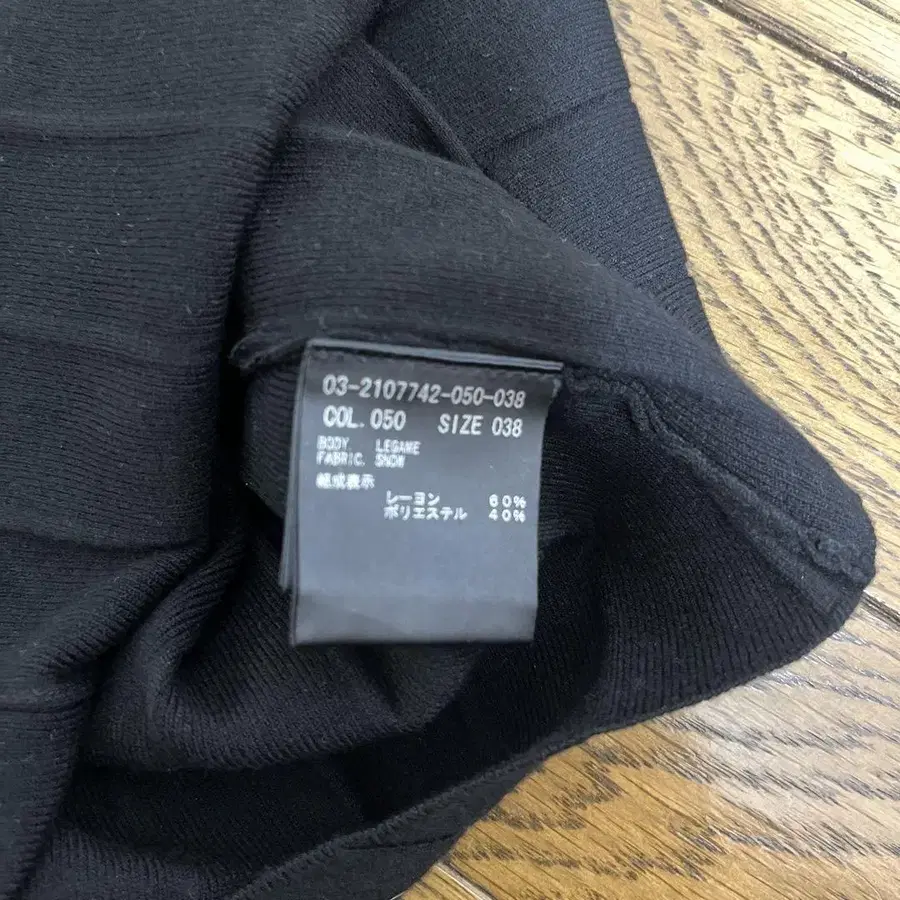 03-2107742-050-038
COL.050 SIZE 038
BODY. LEGAME
FABRIC. SNOW
組成表示
レーヨン 60%
ポリエステル 40%